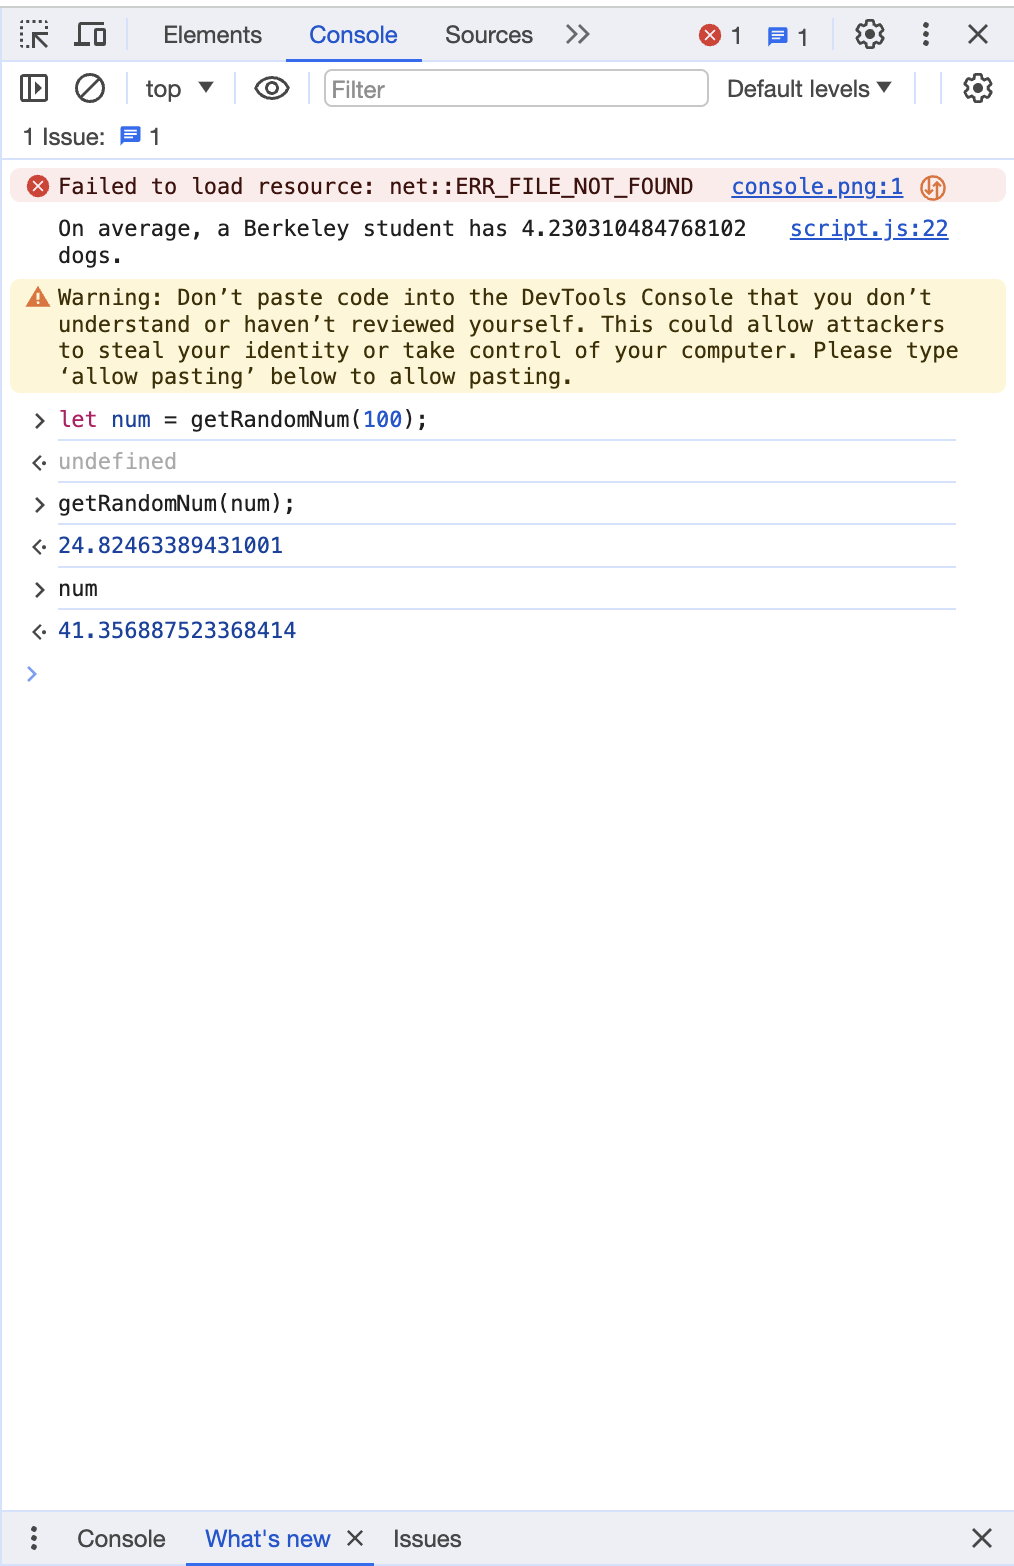 Elements Console Sources 1 1
top Filter Default levels
1 Issue: 1
Failed to load resource: net::ERR_FILE_NOT_FOUND console.png:1
On average, a Berkeley student has 4.230310484768102 script.js:22
dogs.
Warning: Don’t paste code into the DevTools Console that you don’t
understand or haven’t reviewed yourself. This could allow attackers
to steal your identity or take control of your computer. Please type
‘allow pasting’ below to allow pasting.
let num = getRandomNum(100);
undefined
getRandomNum(num);
24.82463389431001
num
41.356887523368414
Console What's new Issues